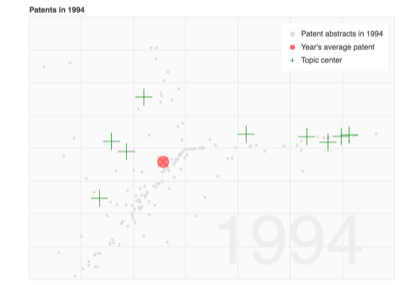 Patents in 1994
Patent abstracts in 1994
Year's average patent
Topic center
1994